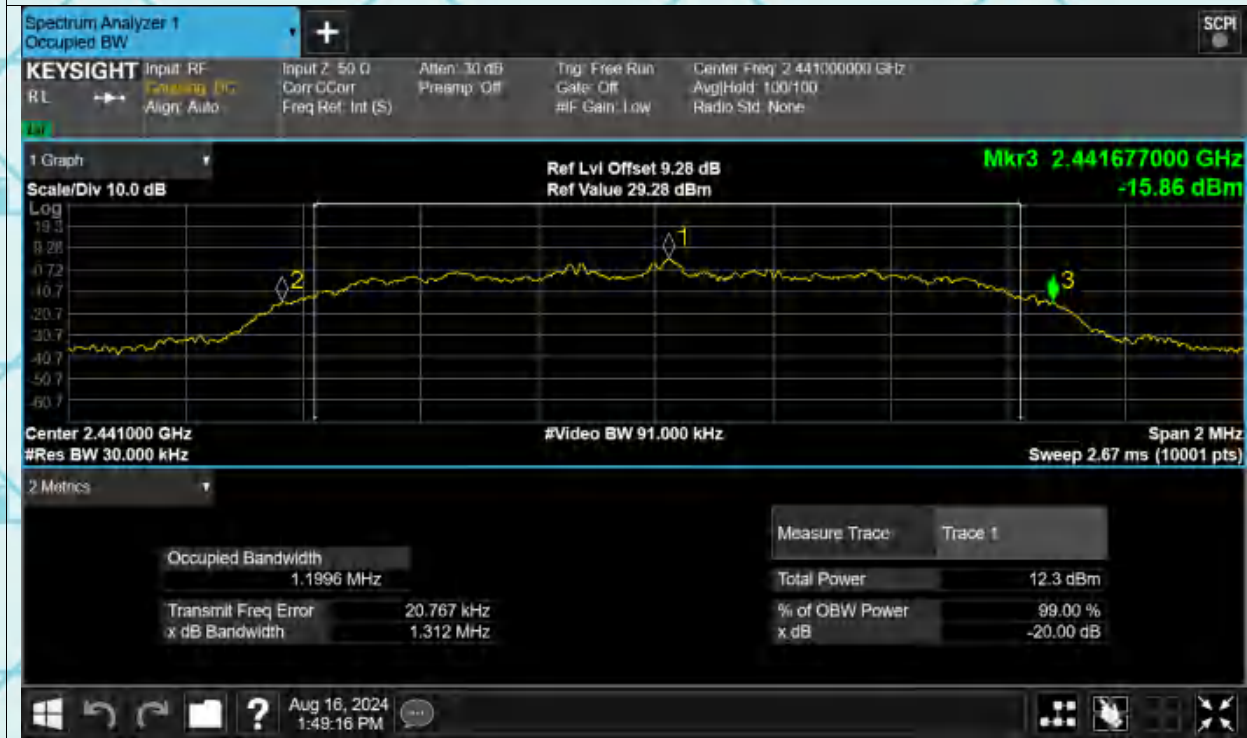 Spectrum Analyzer 1
Occupied BW
+
SCPI
KEYSIGHT
RL
Input: RF
Coupling: DC
Align: Auto
Input Z: 50 Ω
Corr CCorr
Freq Ref: Int (S)
Atten: 30 dB
Preamp: Off
Trig: Free Run
Gate: Off
#IF Gain: Low
Center Freq: 2.441000000 GHz
Avg|Hold: 100/100
Radio Std: None
1 Graph
Scale/Div 10.0 dB
Ref Lvl Offset 9.28 dB
Ref Value 29.28 dBm
Mkr3 2.441677000 GHz
-15.86 dBm
Log
19.3
9.28
-0.72
-10.7
-20.7
-30.7
-40.7
-50.7
-60.7
1
2
3
Center 2.441000 GHz
#Video BW 91.000 kHz
Span 2 MHz
#Res BW 30.000 kHz
Sweep 2.67 ms (10001 pts)
2 Metrics
Measure Trace Trace 1
Occupied Bandwidth
1.1996 MHz
Total Power 12.3 dBm
Transmit Freq Error 20.767 kHz
% of OBW Power 99.00 %
x dB Bandwidth 1.312 MHz
x dB -20.00 dB
?
Aug 16, 2024
1:49:16 PM